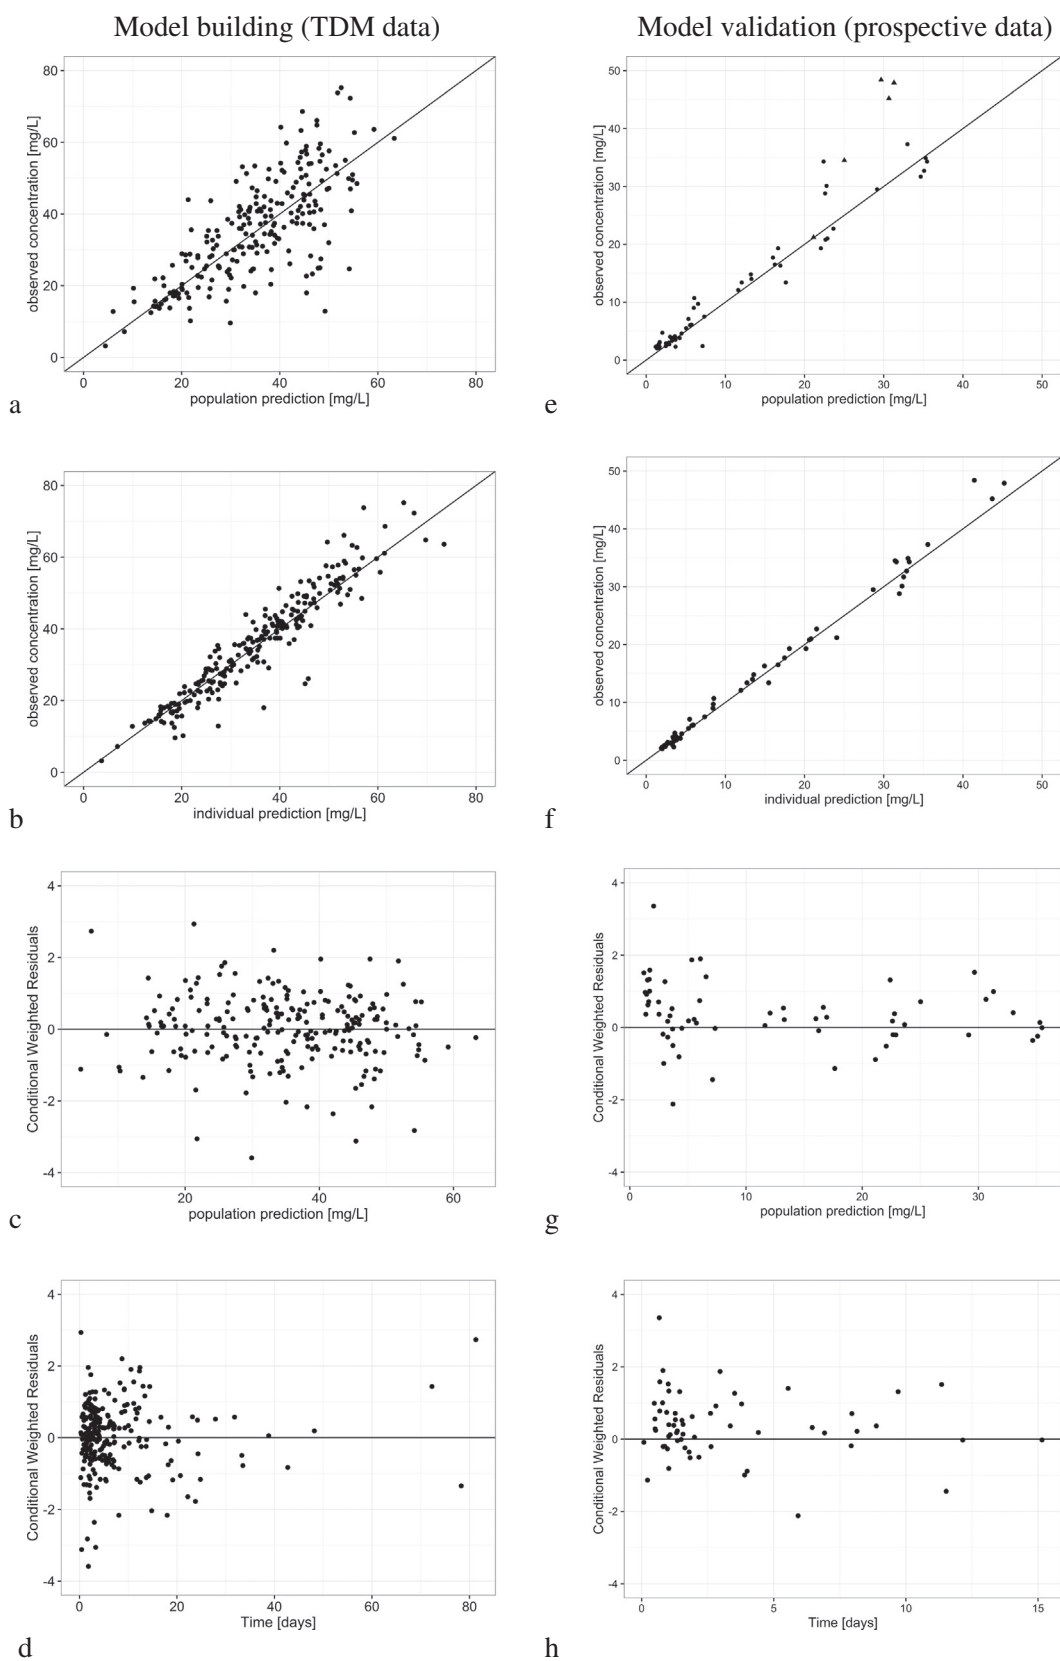 Model building (TDM data)
Model validation (prospective data)
80
60
40
20
0
observed concentration [mg/L]
0 20 40 60 80
population prediction [mg/L]
a
50
40
30
20
10
0
observed concentration [mg/L]
0 10 20 30 40 50
population prediction [mg/L]
e
80
60
40
20
0
observed concentration [mg/L]
0 20 40 60 80
individual prediction [mg/L]
b
50
40
30
20
10
0
observed concentration [mg/L]
0 10 20 30 40 50
individual prediction [mg/L]
f
4
2
0
-2
-4
Conditional Weighted Residuals
20 40 60
population prediction [mg/L]
c
4
2
0
-2
-4
Conditional Weighted Residuals
0 10 20 30
population prediction [mg/L]
g
4
2
0
-2
-4
Conditional Weighted Residuals
0 20 40 60 80
Time [days]
d
4
2
0
-2
-4
Conditional Weighted Residuals
0 5 10 15
Time [days]
h